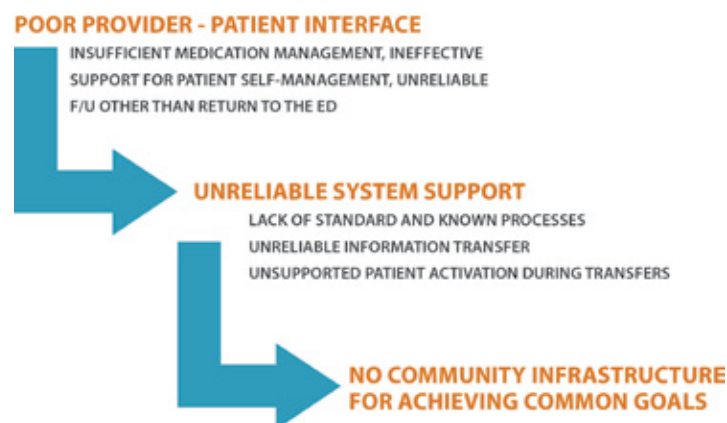 POOR PROVIDER - PATIENT INTERFACE
INSUFFICIENT MEDICATION MANAGEMENT, INEFFECTIVE
SUPPORT FOR PATIENT SELF-MANAGEMENT, UNRELIABLE
F/U OTHER THAN RETURN TO THE ED
UNRELIABLE SYSTEM SUPPORT
LACK OF STANDARD AND KNOWN PROCESSES
UNRELIABLE INFORMATION TRANSFER
UNSUPPORTED PATIENT ACTIVATION DURING TRANSFERS
NO COMMUNITY INFRASTRUCTURE
FOR ACHIEVING COMMON GOALS